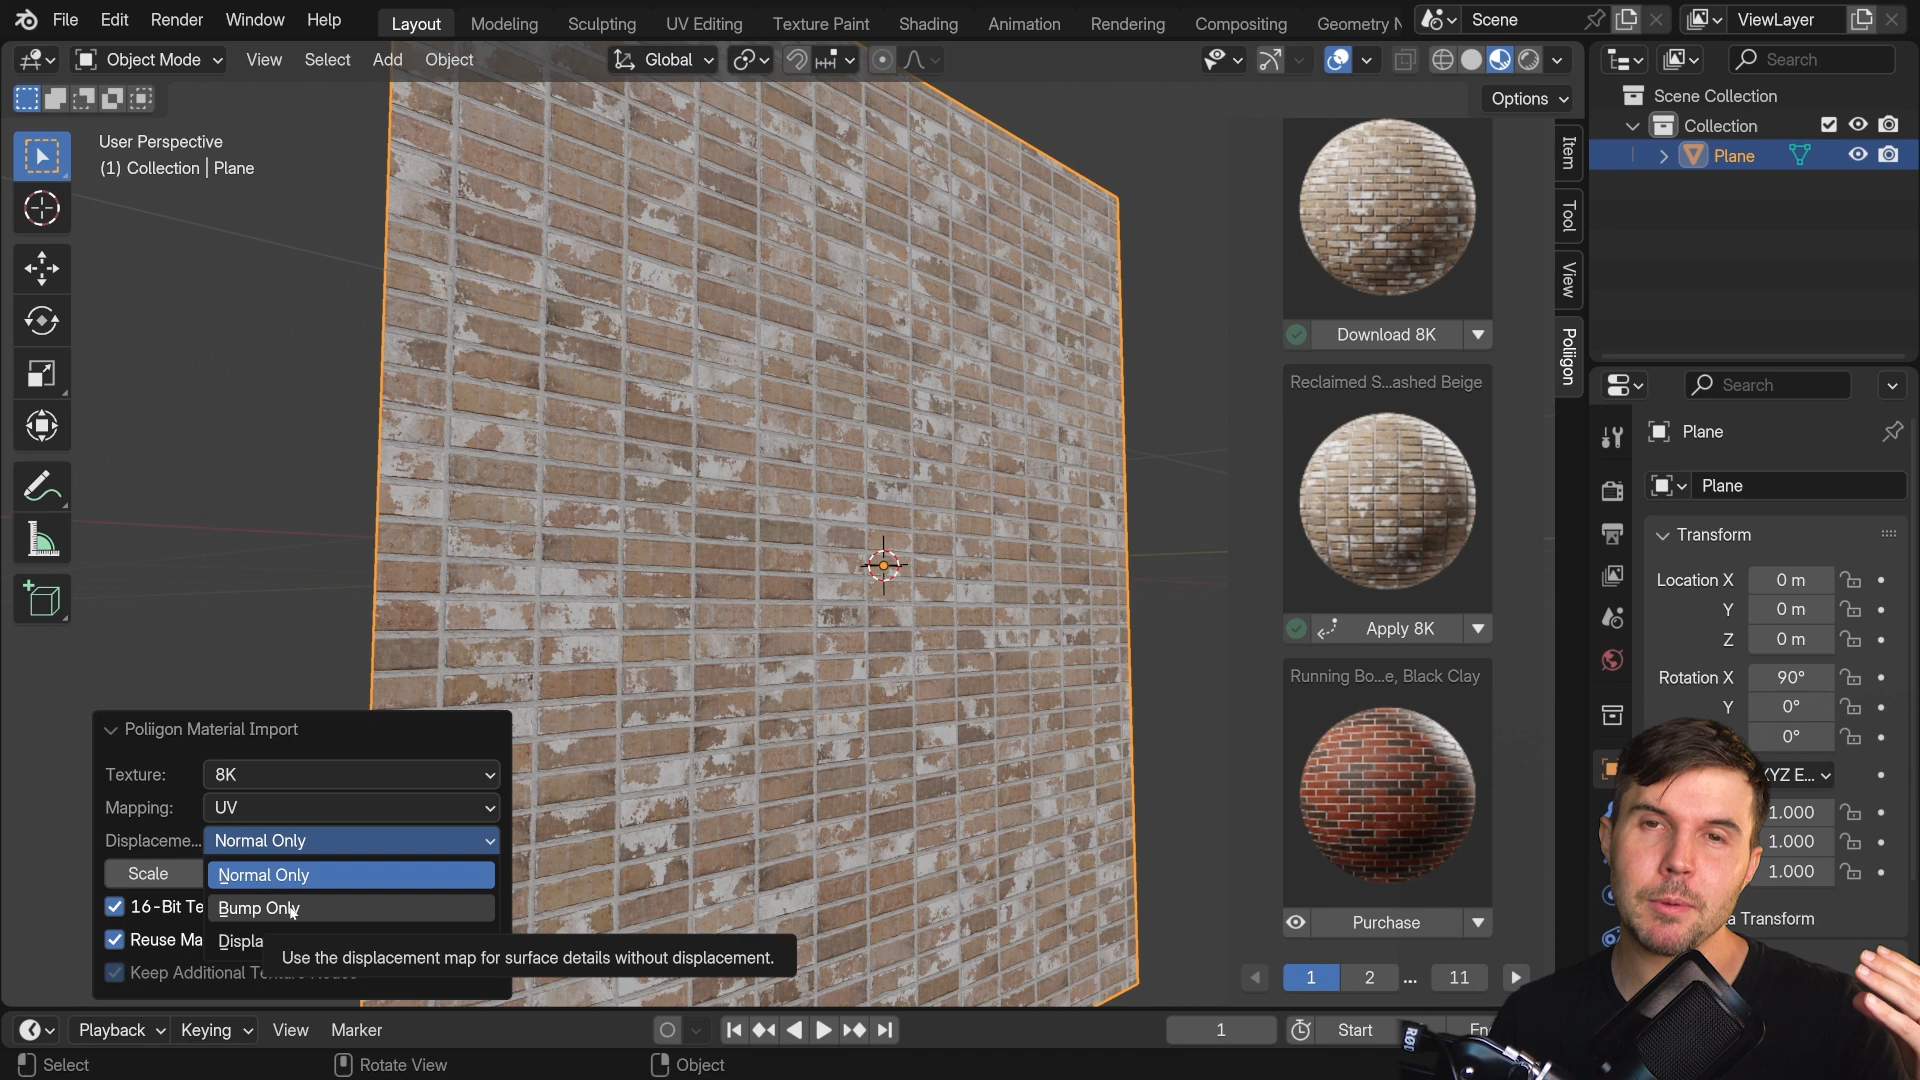 File Edit Render Window Help
Layout Modeling Sculpting UV Editing Texture Paint Shading Animation Rendering Compositing Geometry N
Scene
ViewLayer
Object Mode View Select Add Object
Global
Search
Options
User Perspective
(1) Collection | Plane
Scene Collection
Collection
Plane
Item
Tool
View
Poliigon
Download 8K
Reclaimed S...ashed Beige
Apply 8K
Running Bo...e, Black Clay
Purchase
1 2 ... 11
Search
Plane
Plane
Transform
Location X 0 m
Y 0 m
Z 0 m
Rotation X 90°
Y 0°
0°
XYZ E...
1.000
1.000
1.000
a Transform
Poliigon Material Import
Texture: 8K
Mapping: UV
Displaceme... Normal Only
Scale
Normal Only
16-Bit Te
Bump Only
Reuse Ma
Displa
Use the displacement map for surface details without displacement.
Keep Additional Te
Playback Keying View Marker
1
Start
En
Select
Rotate View
Object
RØD